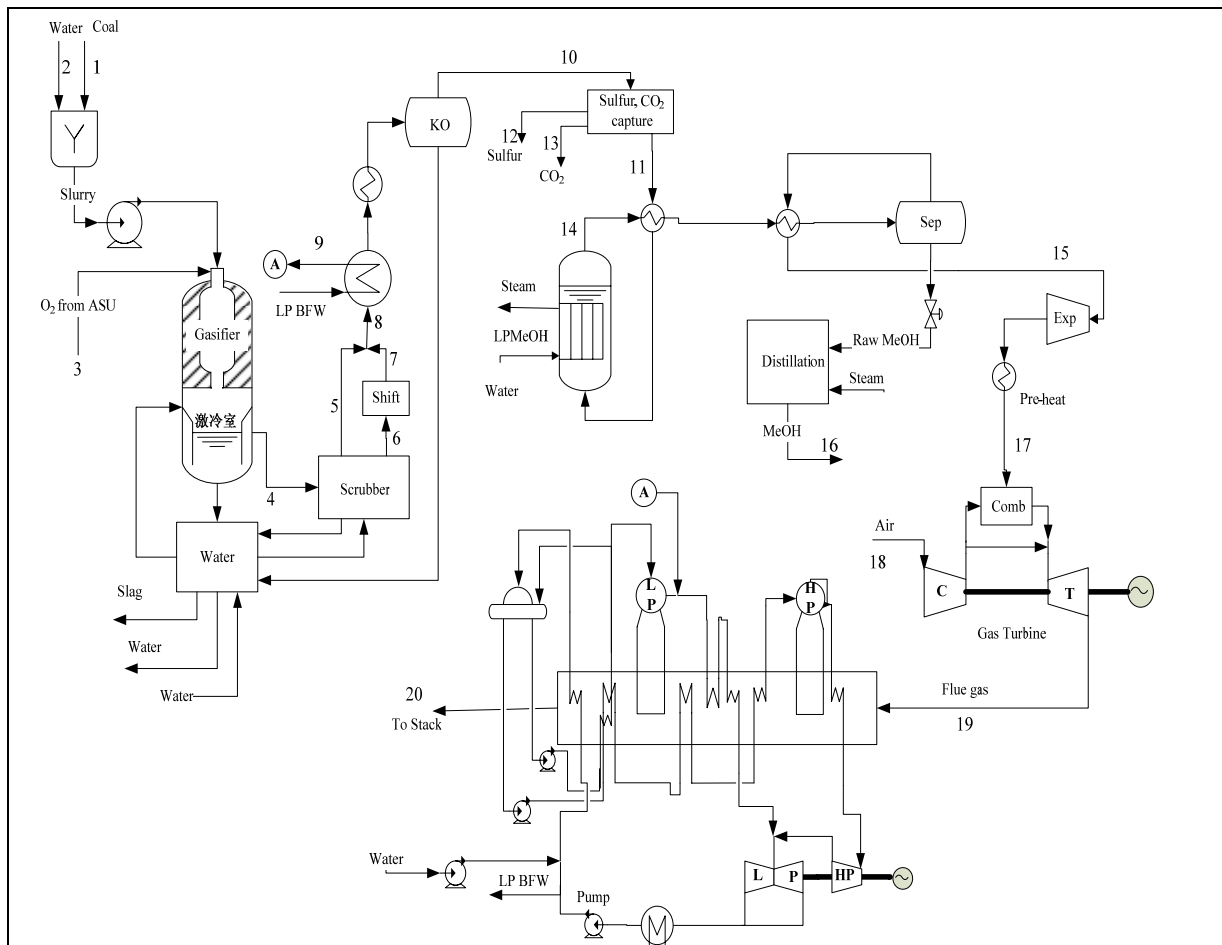 Water Coal
2 1
Slurry
O2 from ASU
3
Gasifier
激冷室
4
Scrubber
5
6
Shift
7
8
LP BFW
9
A
KO
10
Water
Slag
Water
Water
Sulfur, CO2
capture
12
Sulfur
13
CO2
11
14
Steam
LPMeOH
Water
Sep
15
Exp
Raw MeOH
Distillation
Steam
MeOH
16
Pre-heat
17
Comb
Air
18
C
T
Gas Turbine
A
L
P
H
P
20
To Stack
Flue gas
19
Water
LP BFW
Pump
L P HP